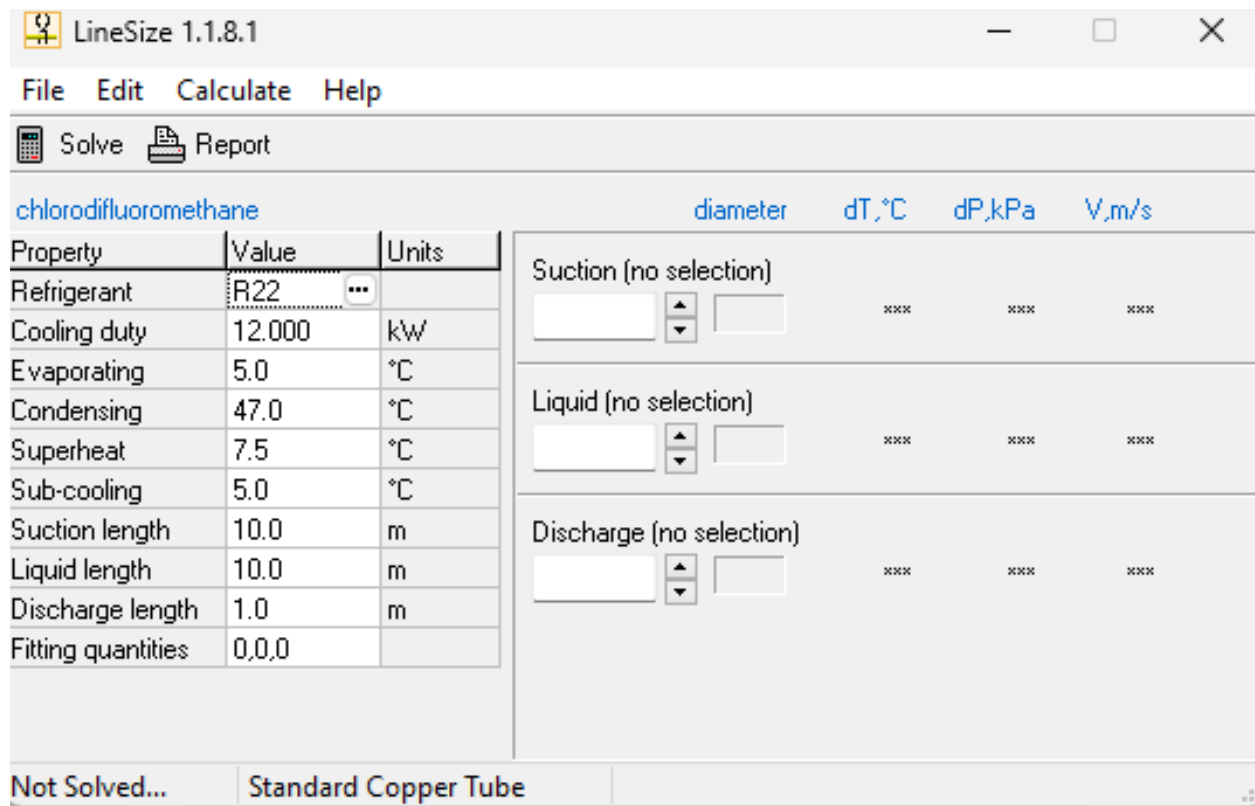 LineSize 1.1.8.1
File Edit Calculate Help
Solve Report
chlorodifluoromethane diameter dT,°C dP,kPa V,m/s
Property Value Units
Refrigerant R22 ...
Cooling duty 12.000 kW
Evaporating 5.0 °C
Condensing 47.0 °C
Superheat 7.5 °C
Sub-cooling 5.0 °C
Suction length 10.0 m
Liquid length 10.0 m
Discharge length 1.0 m
Fitting quantities 0,0,0
Suction (no selection)
*** *** ***
Liquid (no selection)
*** *** ***
Discharge (no selection)
*** *** ***
Not Solved... Standard Copper Tube